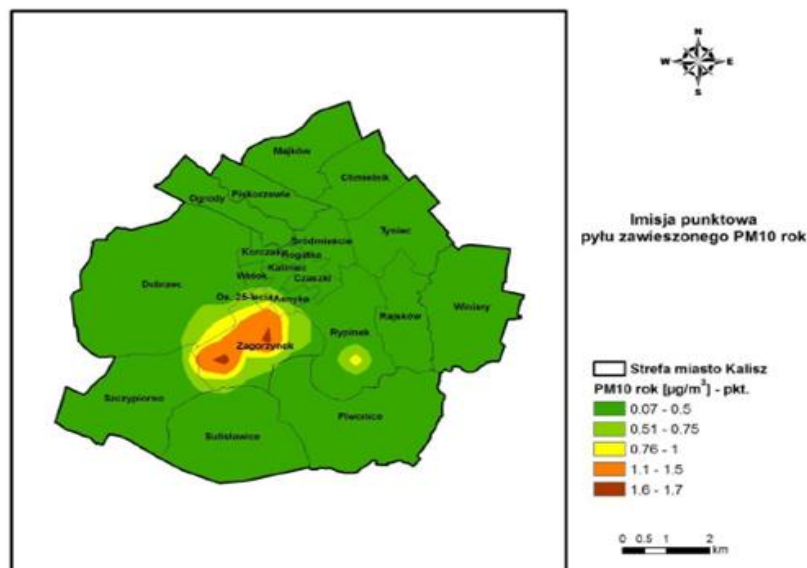 N
W E
S
Imisja punktowa
pyłu zawieszonego PM10 rok
Majków
Chmielnik
Ogrody
Piskorzewie
Tyniec
Śródmieście
Korczak
Rogatka
Kaliniec
Widok
Czaszki
Dobrzec
Os. 25-lecia
Asnyka
Winiary
Rajsków
Rypinek
Zagorzynek
Szczypiorno
Piwonice
Sulisławice
Strefa miasto Kalisz
PM10 rok [µg/m³] - pkt.
0.07 - 0.5
0.51 - 0.75
0.76 - 1
1.1 - 1.5
1.6 - 1.7
0 0.5 1 2
km